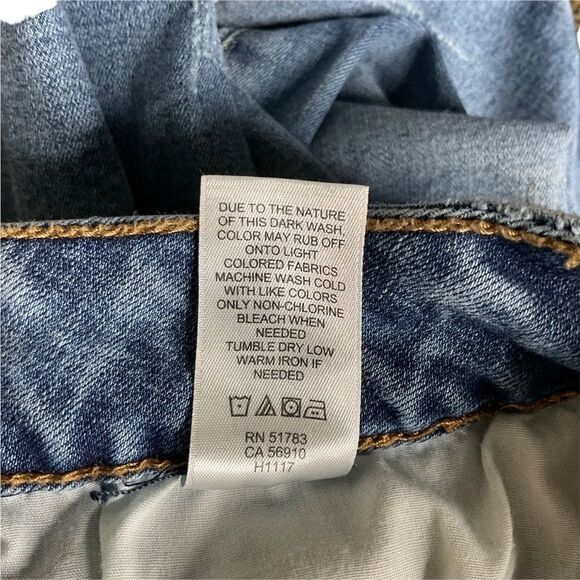 DUE TO THE NATURE
OF THIS DARK WASH,
COLOR MAY RUB OFF
ONTO LIGHT
COLORED FABRICS
MACHINE WASH COLD
WITH LIKE COLORS
ONLY NON-CHLORINE
BLEACH WHEN
NEEDED
TUMBLE DRY LOW
WARM IRON IF
NEEDED
RN 51783
CA 56910
H1117